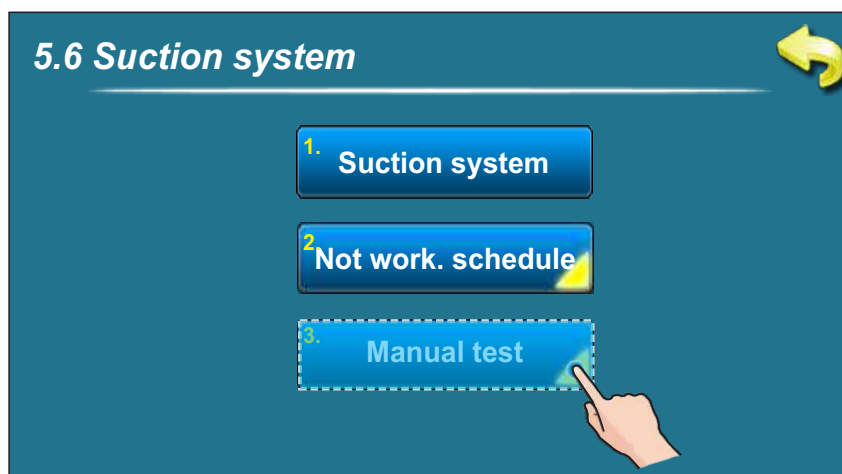 5.6 Suction system
1.
Suction system
2.
Not work. schedule
3.
Manual test